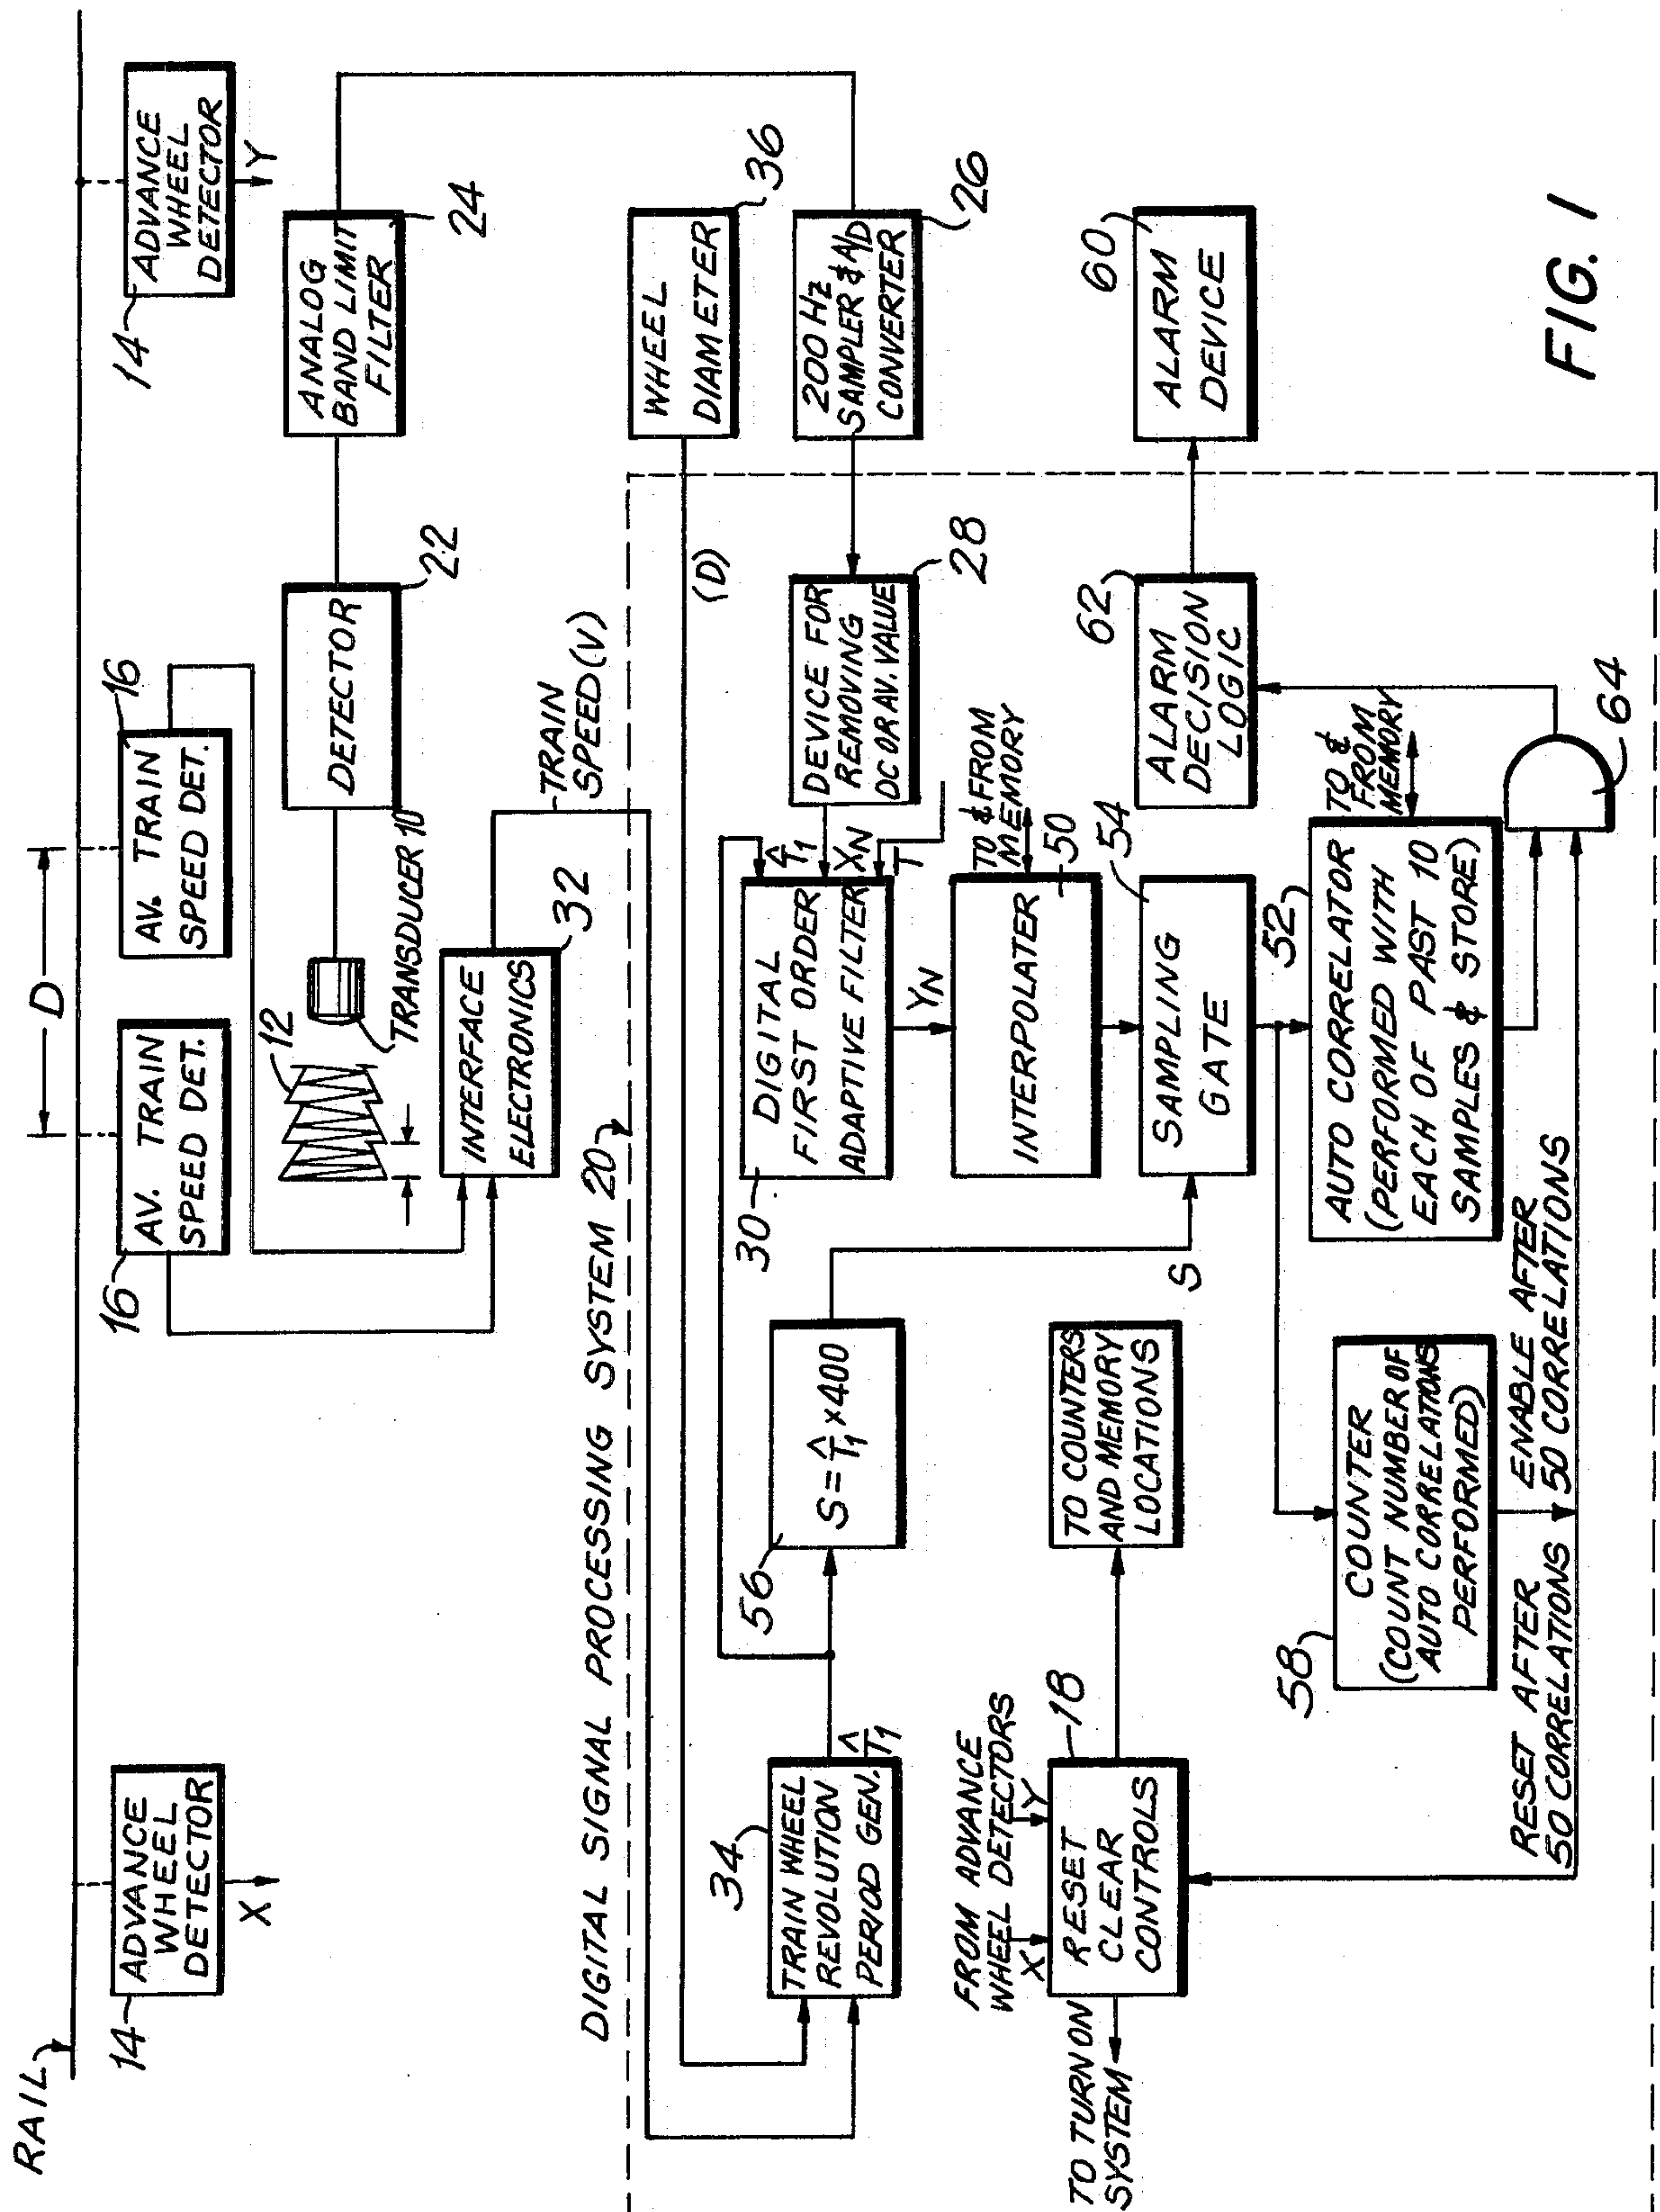 RAIL
14
ADVANCE
WHEEL
DETECTOR
X
D
16
AV. TRAIN
SPEED DET.
16
AV. TRAIN
SPEED DET.
14
ADVANCE
WHEEL
DETECTOR
Y
12
TRANSDUCER 10
DETECTOR
22
ANALOG
BAND LIMIT
FILTER
24
INTERFACE
ELECTRONICS
32
TRAIN
SPEED (V)
DIGITAL SIGNAL PROCESSING SYSTEM 20
(D)
WHEEL
DIAMETER
36
34
TRAIN WHEEL
REVOLUTION
PERIOD GEN.
T̂1
56
S = T̂1 × 400
S
30
DIGITAL
FIRST ORDER
ADAPTIVE FILTER
T̂1
XN
T
YN
DEVICE FOR
REMOVING
DC OR AV. VALUE
28
200 Hz
SAMPLER & A/D
CONVERTER
26
INTERPOLATER
50
TO & FROM
MEMORY
SAMPLING
GATE
54
FROM ADVANCE
WHEEL DETECTORS
X
Y
RESET
CLEAR
CONTROLS
18
TO TURN ON
SYSTEM
TO COUNTERS
AND MEMORY
LOCATIONS
58
COUNTER
(COUNT NUMBER OF
AUTO CORRELATIONS
PERFORMED)
52
AUTO CORRELATOR
(PERFORMED WITH
EACH OF PAST 10
SAMPLES & STORE)
TO &
FROM
MEMORY
62
ALARM
DECISION
LOGIC
60
ALARM
DEVICE
64
RESET AFTER
50 CORRELATIONS
ENABLE AFTER
50 CORRELATIONS
FIG. 1